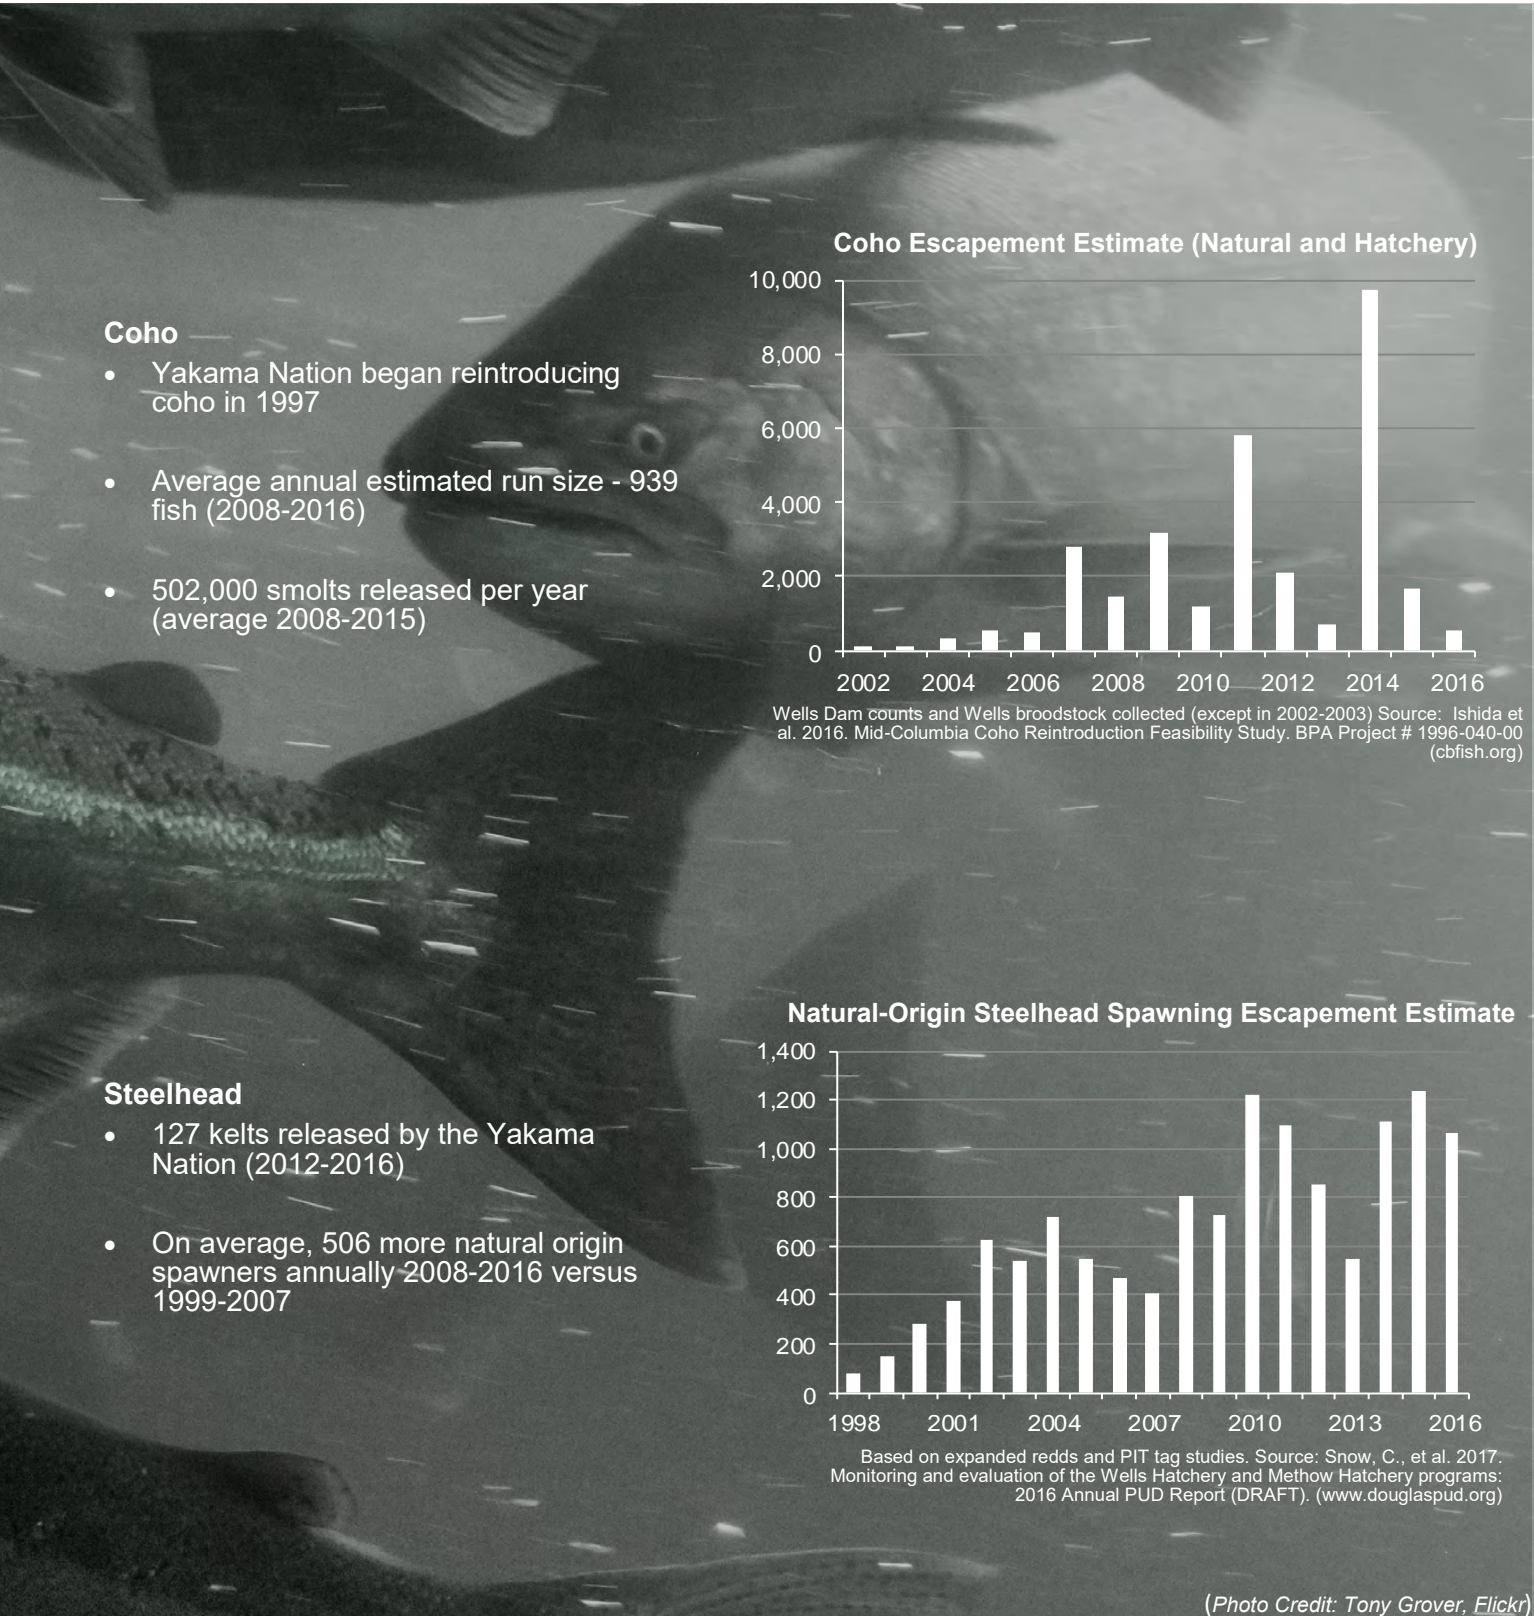 Coho
• Yakama Nation began reintroducing
coho in 1997
• Average annual estimated run size - 939
fish (2008-2016)
• 502,000 smolts released per year
(average 2008-2015)
Coho Escapement Estimate (Natural and Hatchery)
10,000
8,000
6,000
4,000
2,000
0
2002 2004 2006 2008 2010 2012 2014 2016
Wells Dam counts and Wells broodstock collected (except in 2002-2003) Source: Ishida et
al. 2016. Mid-Columbia Coho Reintroduction Feasibility Study. BPA Project # 1996-040-00
(cbfish.org)
Steelhead
• 127 kelts released by the Yakama
Nation (2012-2016)
• On average, 506 more natural origin
spawners annually 2008-2016 versus
1999-2007
Natural-Origin Steelhead Spawning Escapement Estimate
1,400
1,200
1,000
800
600
400
200
0
1998 2001 2004 2007 2010 2013 2016
Based on expanded redds and PIT tag studies. Source: Snow, C., et al. 2017.
Monitoring and evaluation of the Wells Hatchery and Methow Hatchery programs:
2016 Annual PUD Report (DRAFT). (www.douglaspud.org)
(Photo Credit: Tony Grover, Flickr)